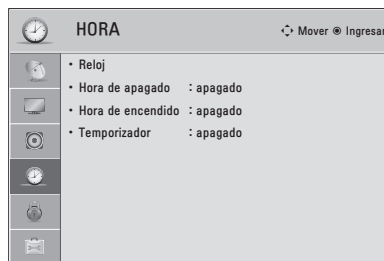 HORA
Mover Ingresar
• Reloj
• Hora de apagado : apagado
• Hora de encendido : apagado
• Temporizador : apagado